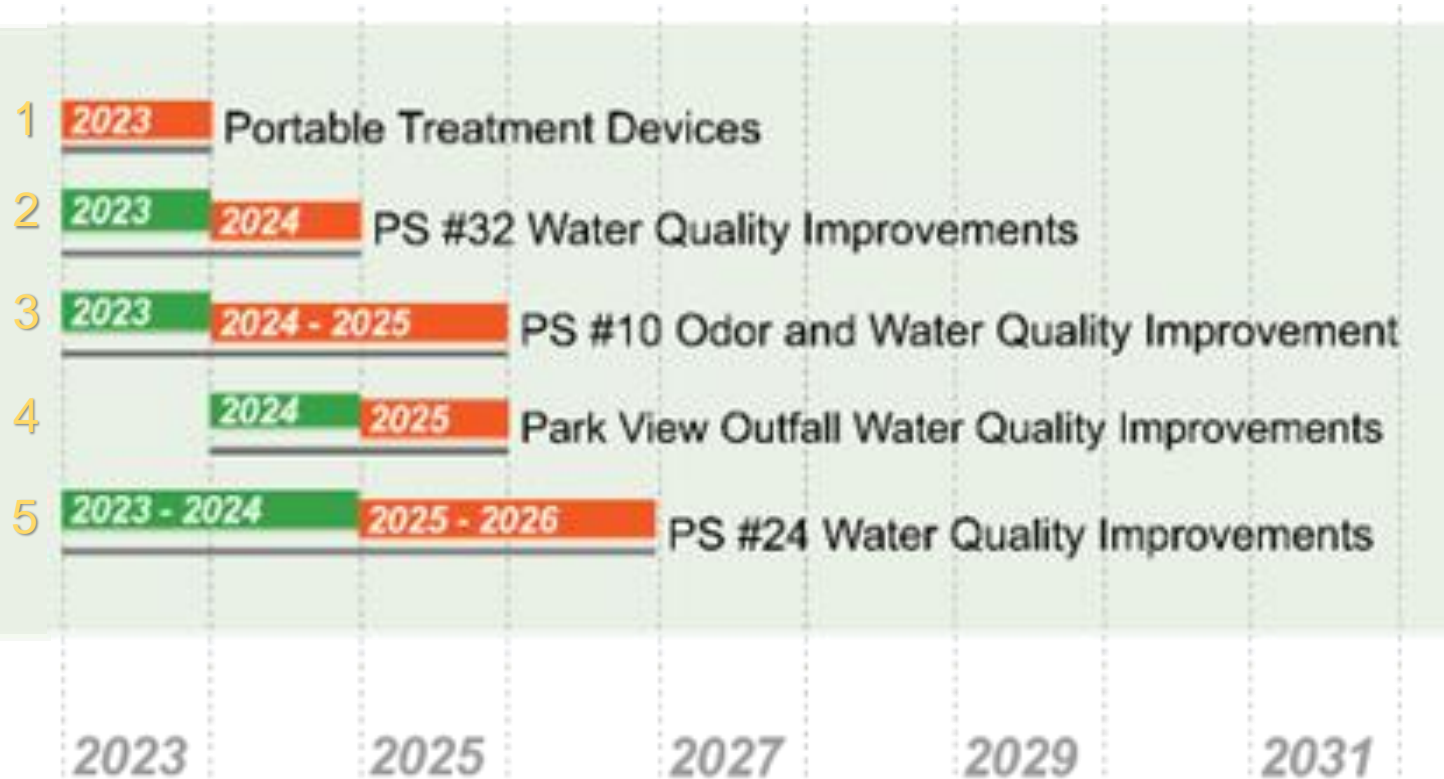 1 2023 Portable Treatment Devices
2 2023 2024 PS #32 Water Quality Improvements
3 2023 2024 - 2025 PS #10 Odor and Water Quality Improvement
4 2024 2025 Park View Outfall Water Quality Improvements
5 2023 - 2024 2025 - 2026 PS #24 Water Quality Improvements
2023 2025 2027 2029 2031